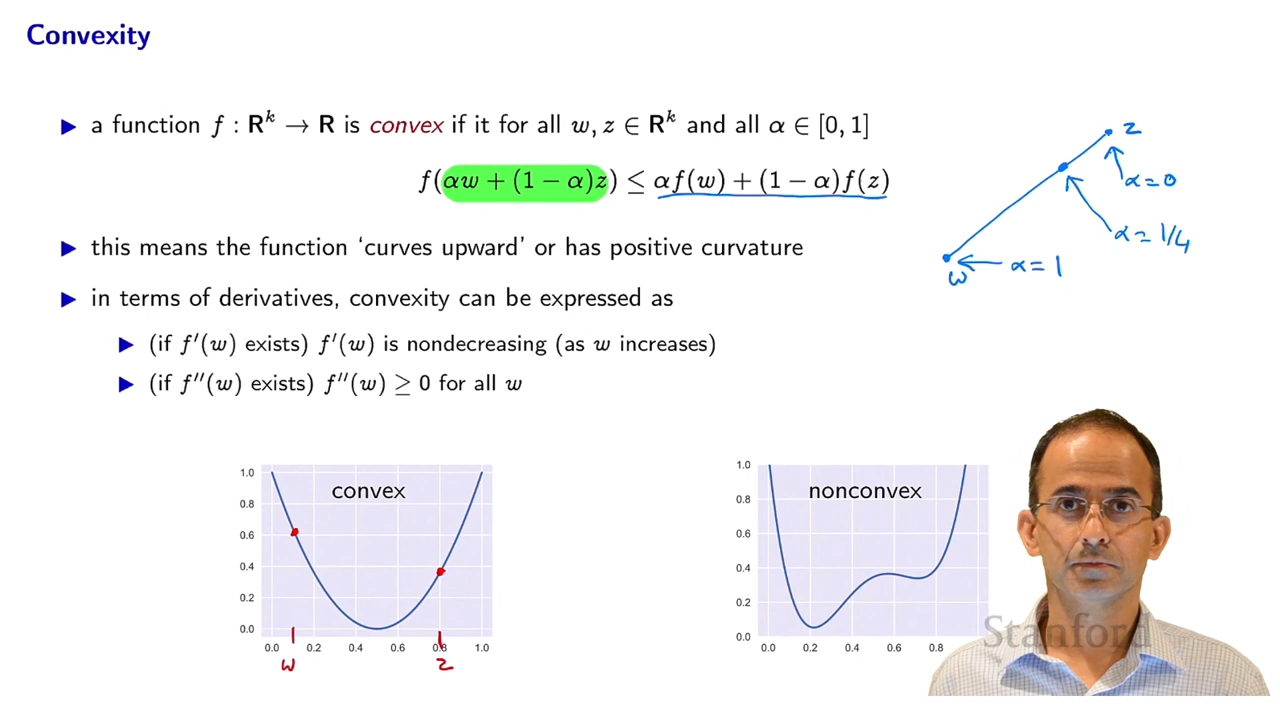 Convexity
▶ a function f : R^k → R is convex if it for all w, z ∈ R^k and all α ∈ [0, 1]
f(αw + (1 − α)z) ≤ αf(w) + (1 − α)f(z)
z
α=0
α=1/4
α=1
w
▶ this means the function ‘curves upward’ or has positive curvature
▶ in terms of derivatives, convexity can be expressed as
▶ (if f′(w) exists) f′(w) is nondecreasing (as w increases)
▶ (if f″(w) exists) f″(w) ≥ 0 for all w
convex
1.0
0.8
0.6
0.4
0.2
0.0
0.0 0.2 0.4 0.6 0.8 1.0
w z
nonconvex
1.0
0.8
0.6
0.4
0.2
0.0
0.0 0.2 0.4 0.6 0.8
Stanford